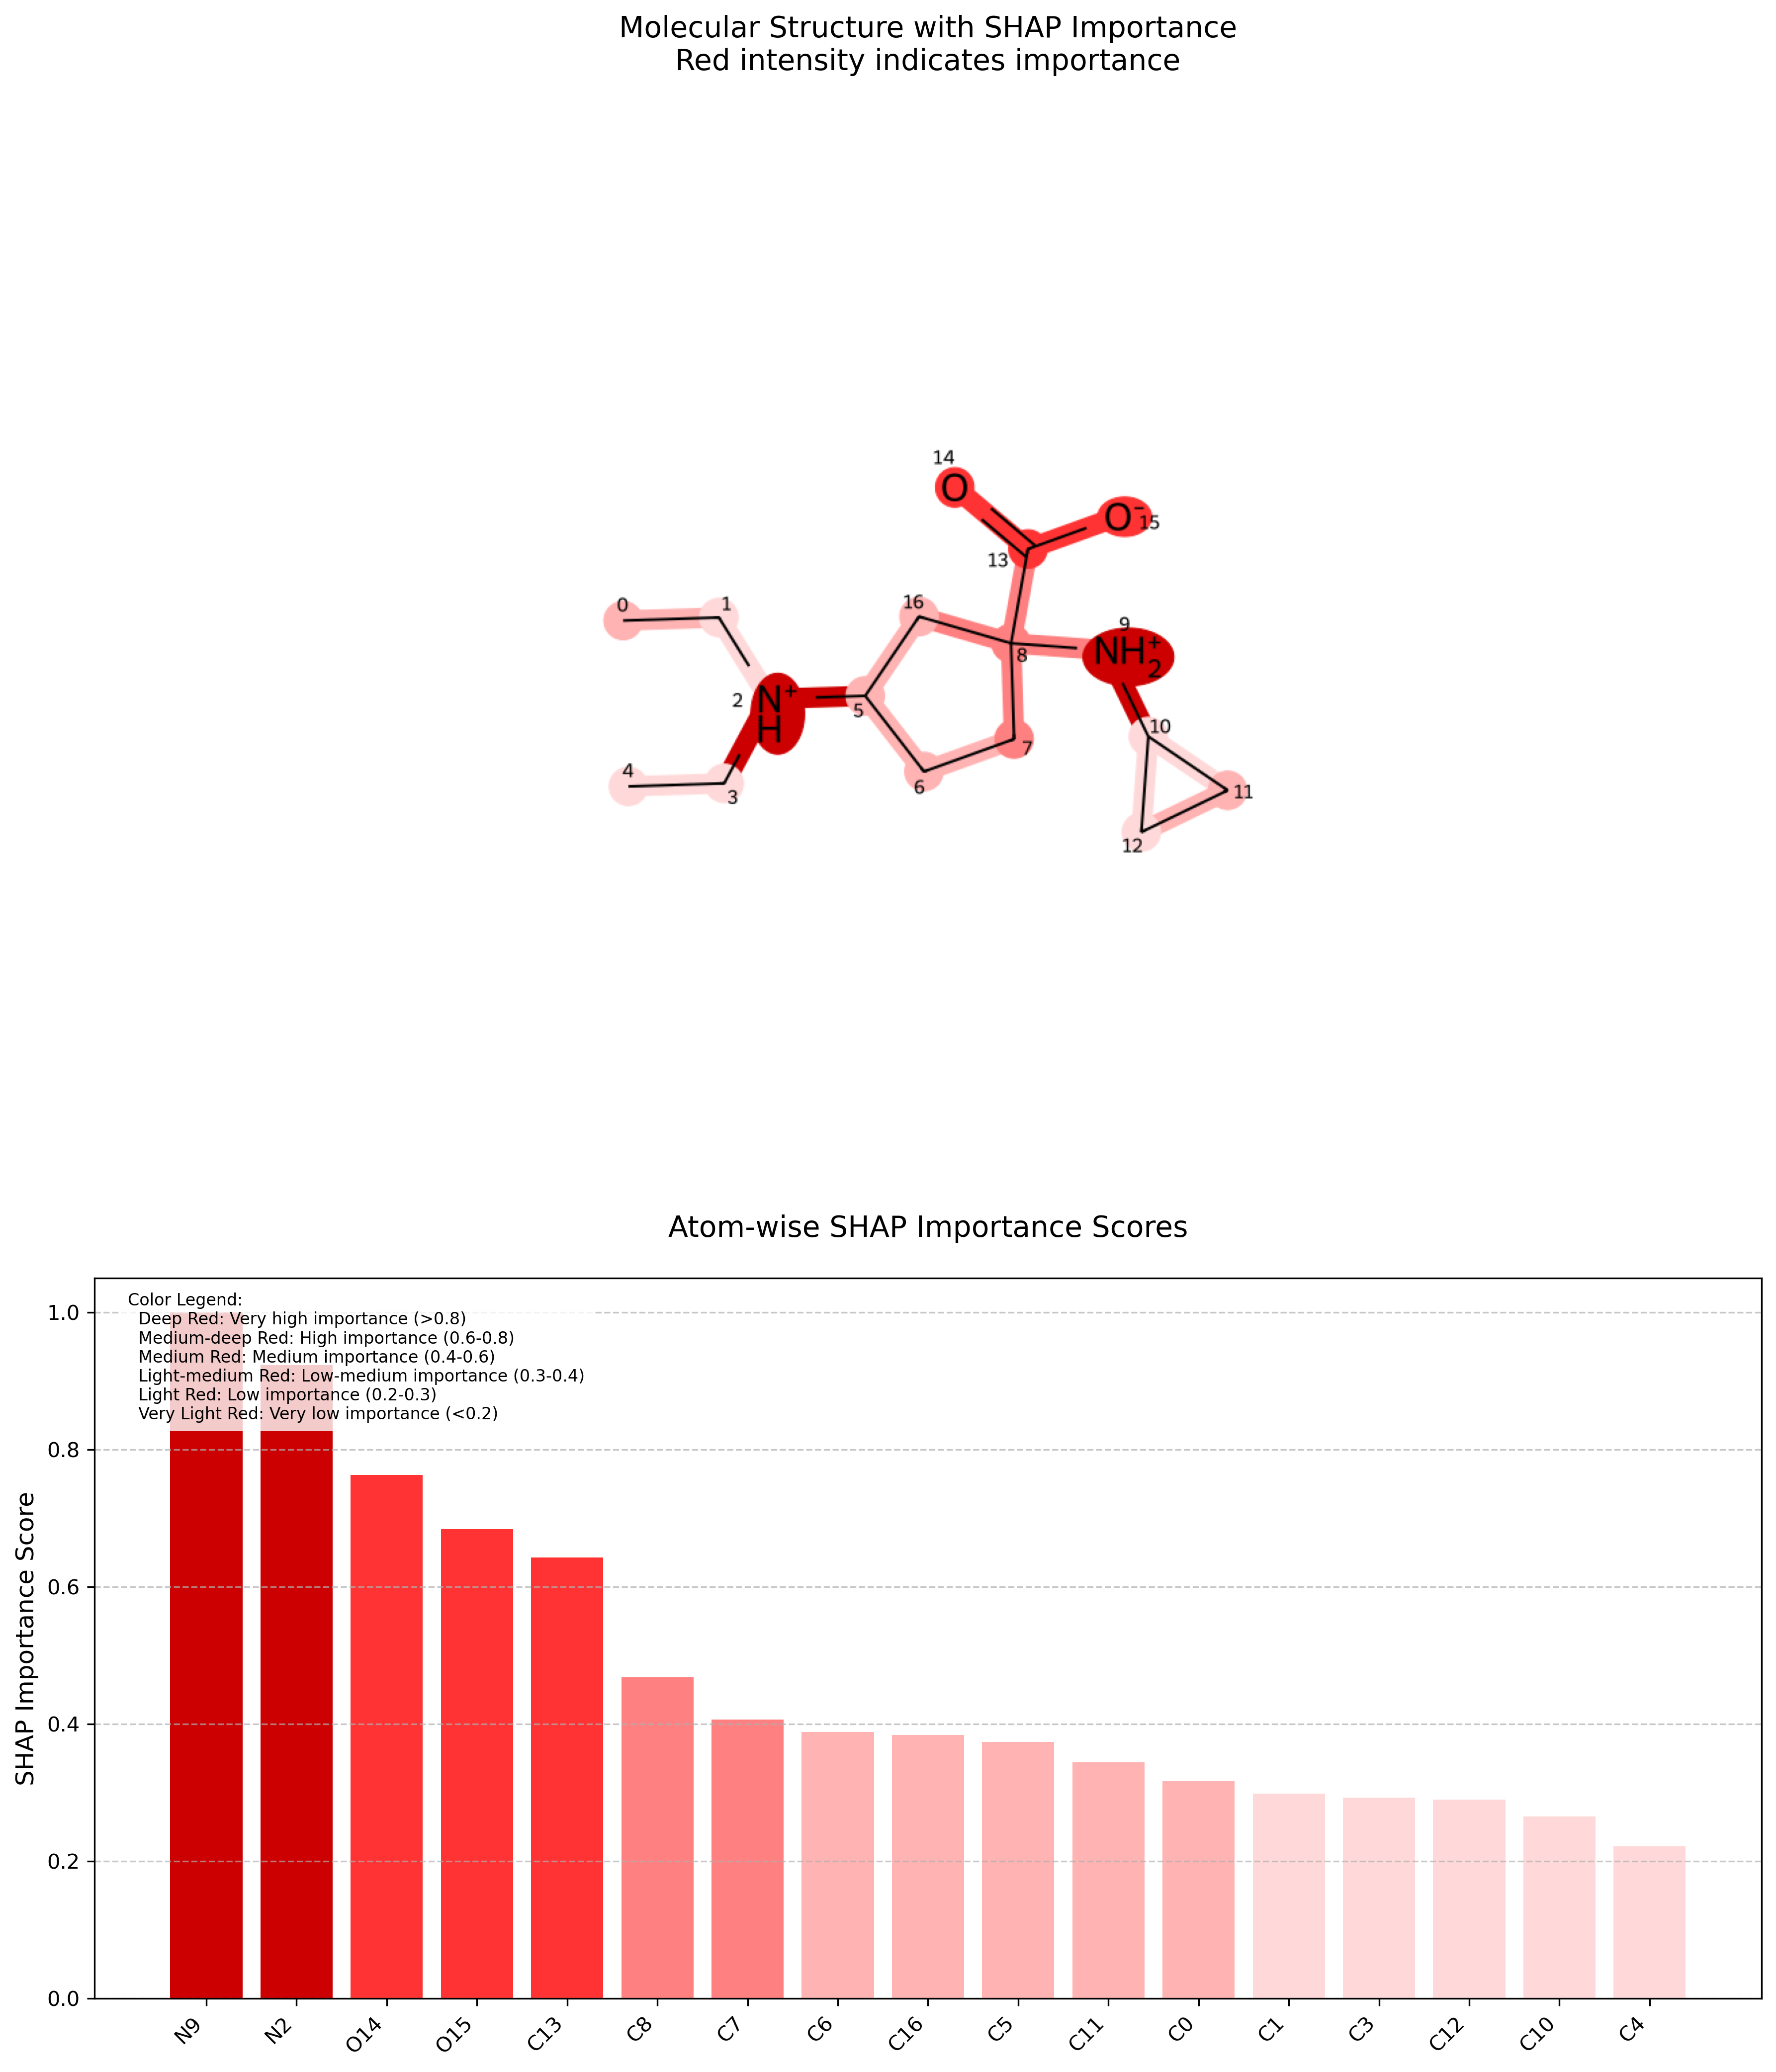 Molecular Structure with SHAP Importance
Red intensity indicates importance
14
O
O⁻
15
13
0
1
16
9
8
NH₂⁺
2
N⁺
H
5
10
7
4
3
6
11
12
Atom-wise SHAP Importance Scores
Color Legend:
Deep Red: Very high importance (>0.8)
Medium-deep Red: High importance (0.6-0.8)
Medium Red: Medium importance (0.4-0.6)
Light-medium Red: Low-medium importance (0.3-0.4)
Light Red: Low importance (0.2-0.3)
Very Light Red: Very low importance (<0.2)
SHAP Importance Score
1.0
0.8
0.6
0.4
0.2
0.0
N9 N2 O14 O15 C13 C8 C7 C6 C16 C5 C11 C0 C1 C3 C12 C10 C4